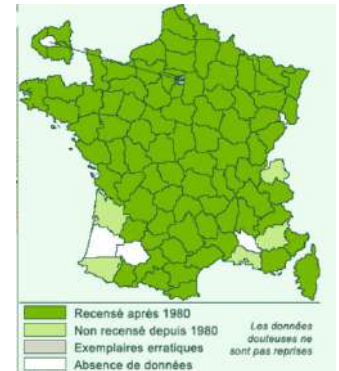 Recensé après 1980
Non recensé depuis 1980
Exemplaires erratiques
Absence de données
Les données
douteuses ne
sont pas reprises